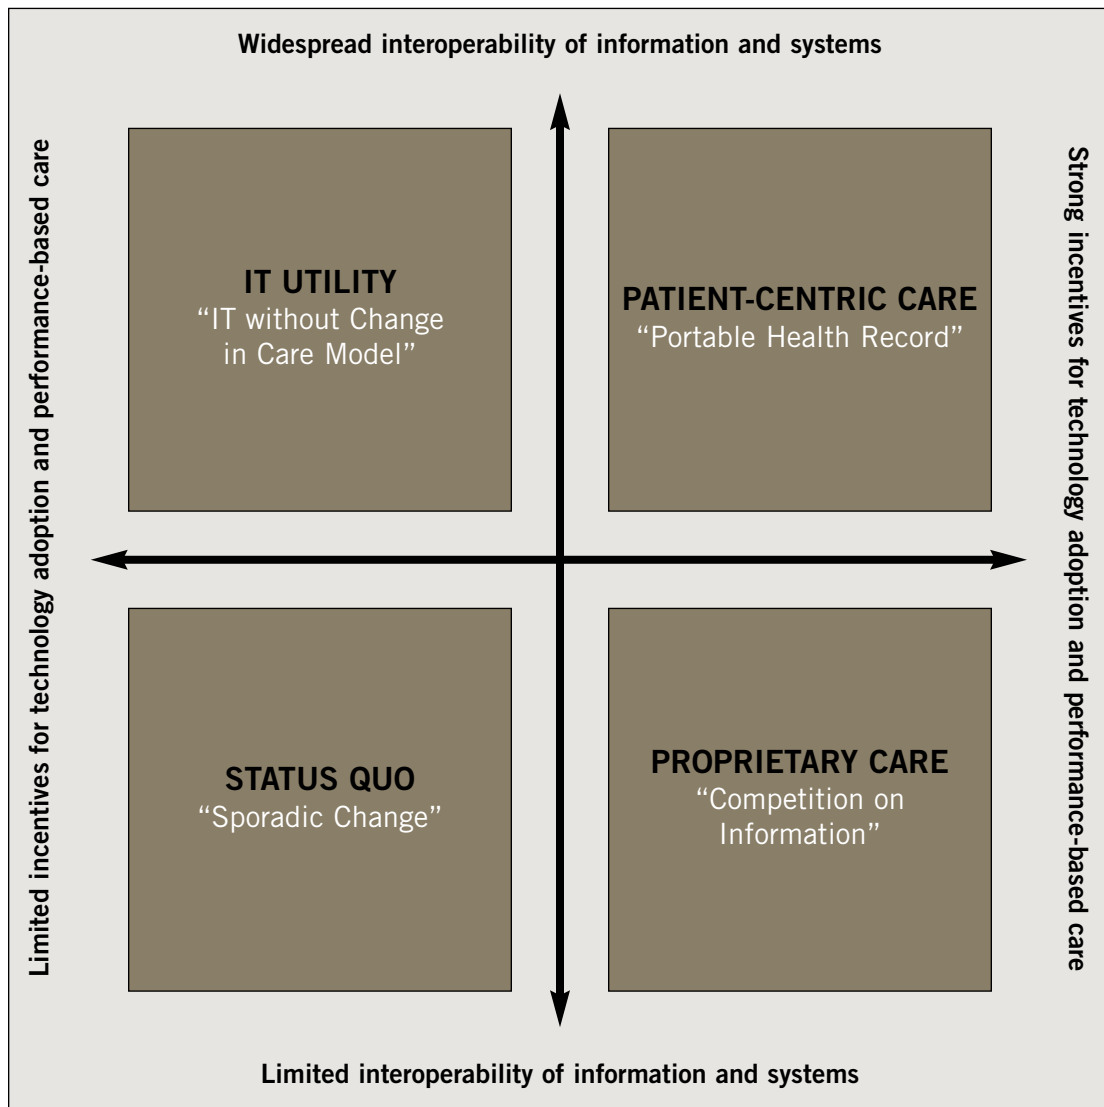 Widespread interoperability of information and systems
Limited incentives for technology adoption and performance-based care
IT UTILITY
“IT without Change
in Care Model”
PATIENT-CENTRIC CARE
“Portable Health Record”
Strong incentives for technology adoption and performance-based care
STATUS QUO
“Sporadic Change”
PROPRIETARY CARE
“Competition on
Information”
Limited interoperability of information and systems